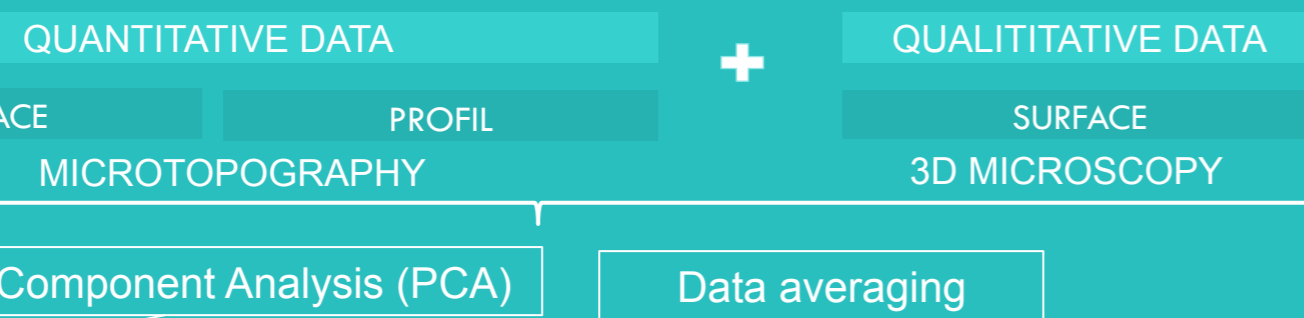 QUANTITATIVE DATA
QUALITITATIVE DATA
ACE
PROFIL
SURFACE
MICROTOPOGRAPHY
3D MICROSCOPY
Component Analysis (PCA)
Data averaging